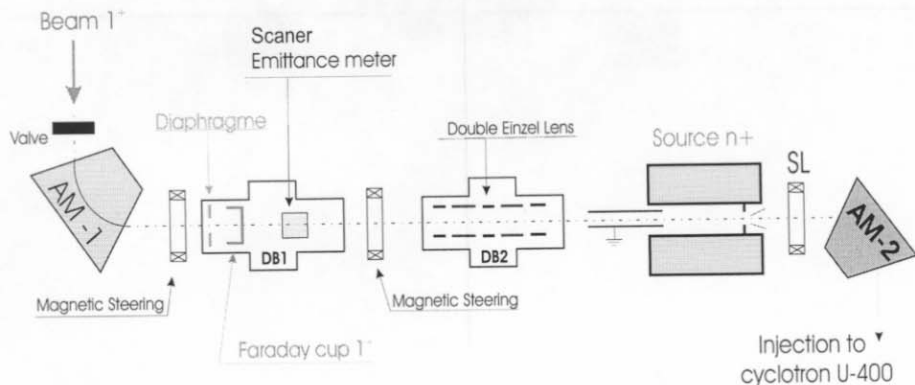 Beam 1⁺
Scaner
Emittance meter
Valve
Diaphragme
Double Einzel Lens
Source n+
SL
AM-1
AM-2
DB1
DB2
Magnetic Steering
Magnetic Steering
Faraday cup 1⁺
Injection to
cyclotron U-400